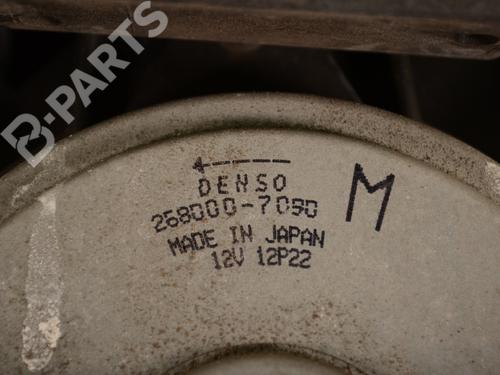 B-PARTS
DENSO
268000-7090
M
MADE IN JAPAN
12V 12P22